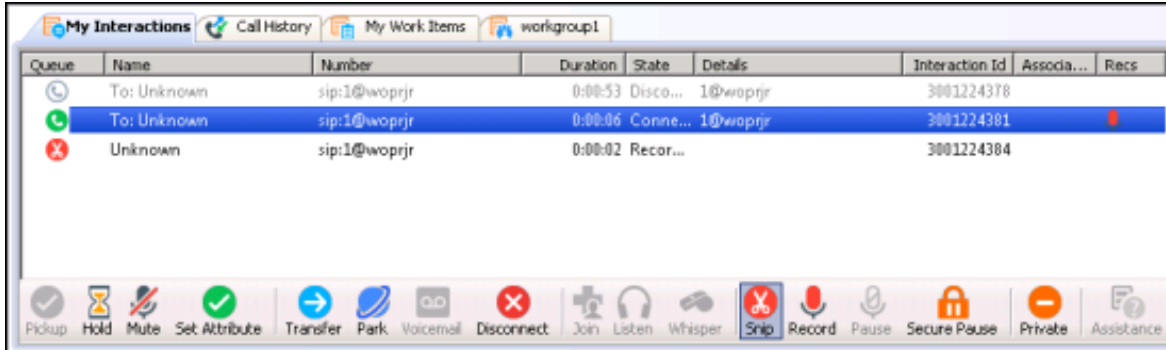 My Interactions Call History My Work Items workgroup1
Queue Name Number Duration State Details Interaction Id Associa... Recs
To: Unknown sip:1@woprjr 0:00:53 Disco... 1@woprjr 3001224378
To: Unknown sip:1@woprjr 0:00:06 Conne... 1@woprjr 3001224381
Unknown sip:1@woprjr 0:00:02 Recor... 3001224384
Pickup Hold Mute Set Attribute Transfer Park Voicemail Disconnect Join Listen Whisper Snip Record Pause Secure Pause Private Assistance